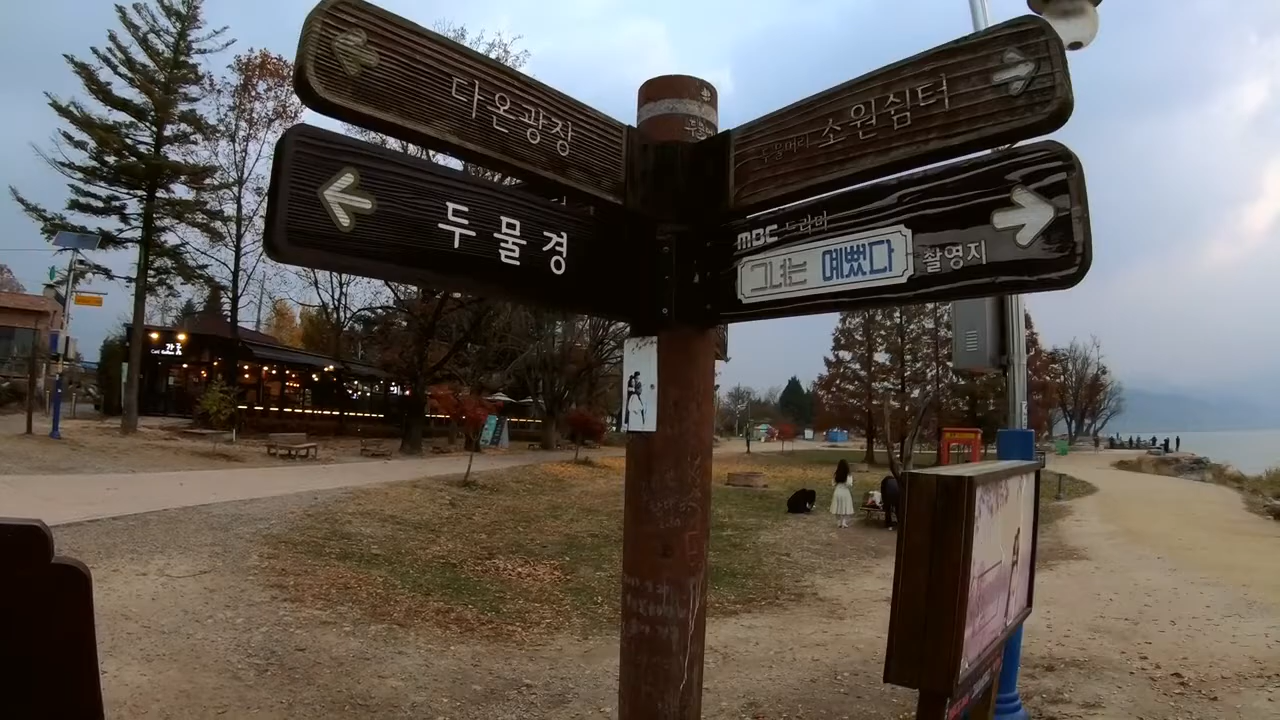 다온광장
두물경
두물머리 소원쉼터
MBC 드라마
그녀는 예뻤다 촬영지